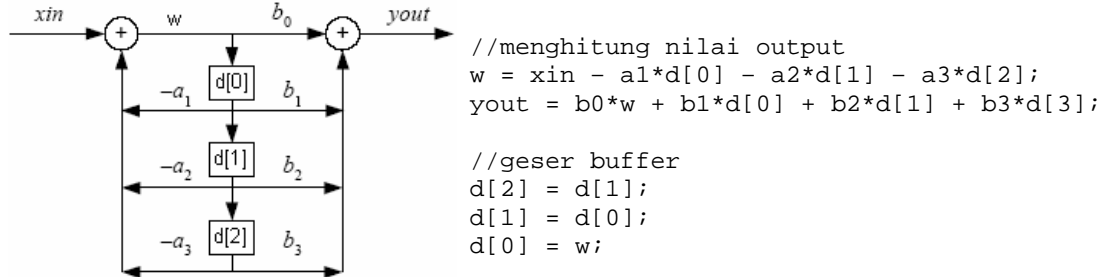 xin w b₀ yout
d[0]
–a₁ b₁
d[1]
–a₂ b₂
d[2]
–a₃ b₃
//menghitung nilai output
w = xin – a1*d[0] – a2*d[1] – a3*d[2];
yout = b0*w + b1*d[0] + b2*d[1] + b3*d[3];
//geser buffer
d[2] = d[1];
d[1] = d[0];
d[0] = w;